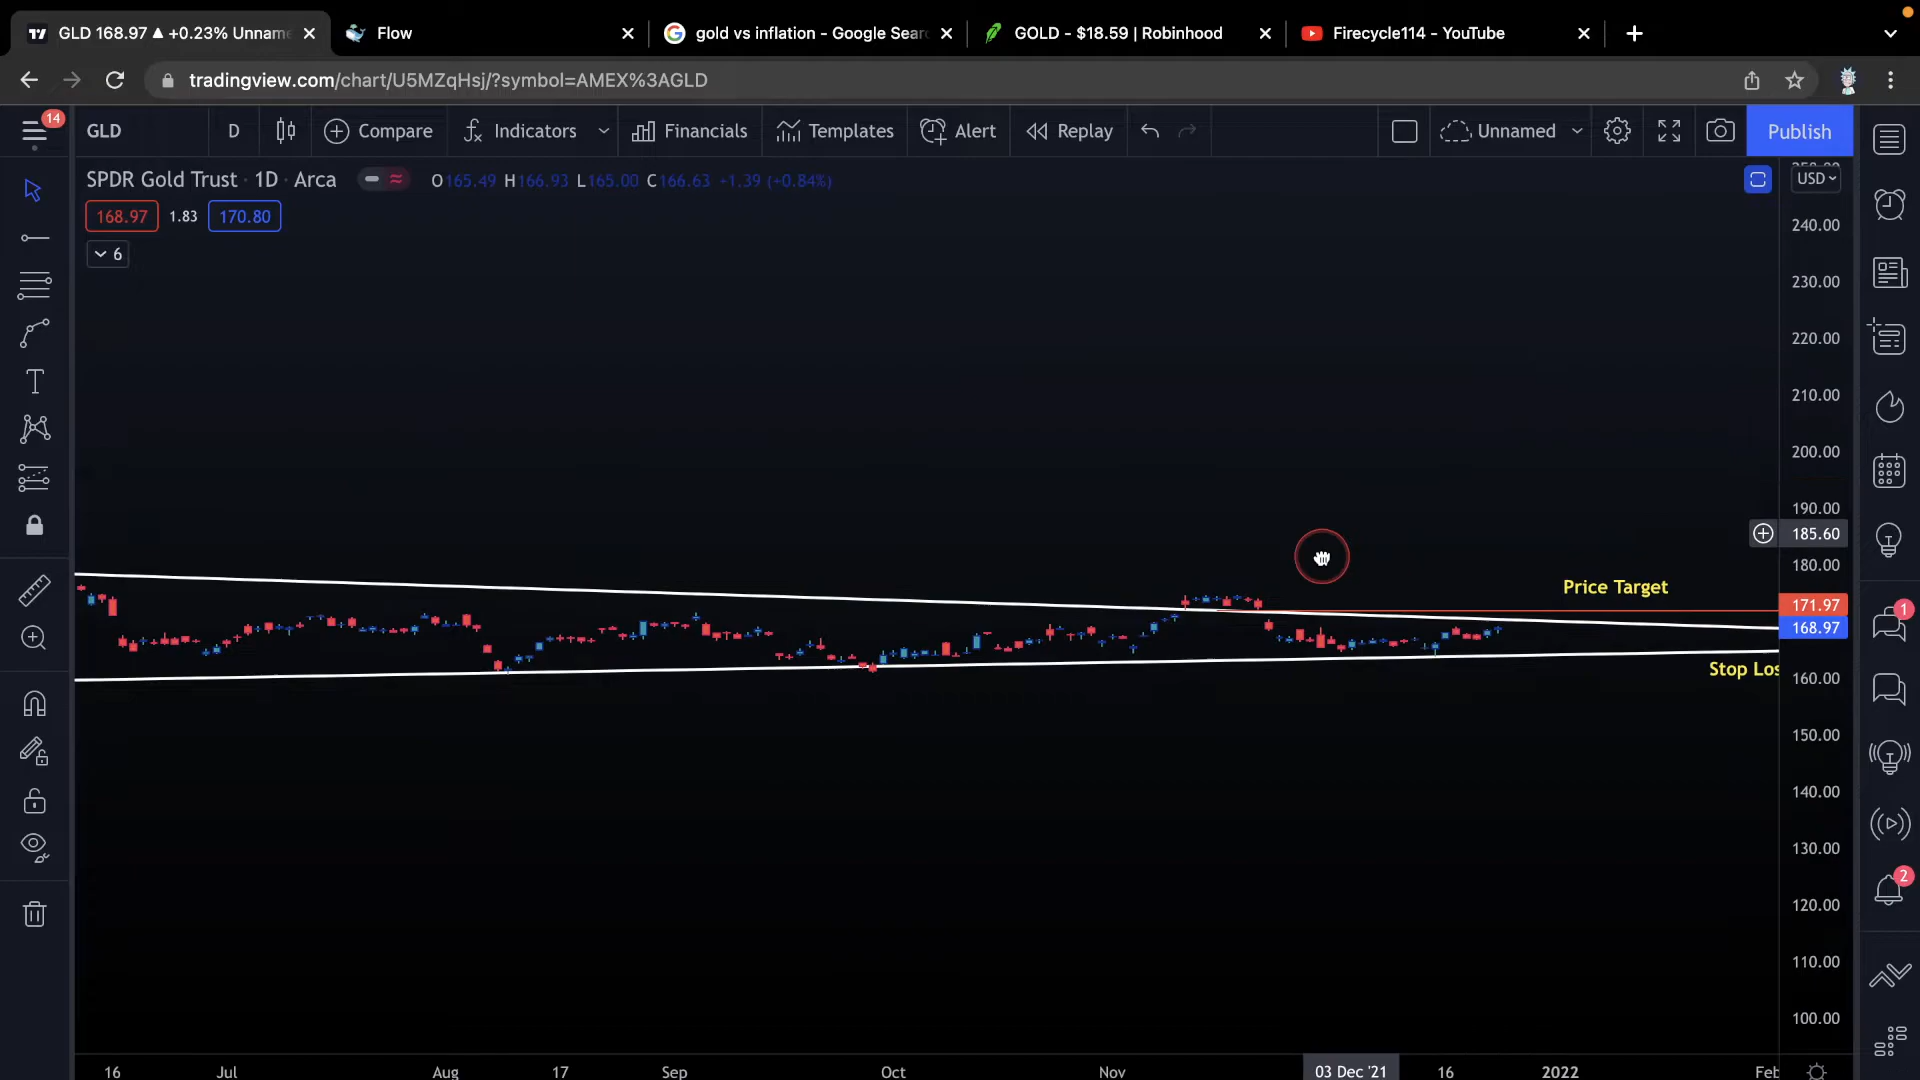 GLD 168.97 ▲ +0.23% Unname
Flow
gold vs inflation - Google Sear
GOLD - $18.59 | Robinhood
Firecycle114 - YouTube
tradingview.com/chart/U5MZqHsj/?symbol=AMEX%3AGLD
14
GLD
D
Compare
Indicators
Financials
Templates
Alert
Replay
Unnamed
Publish
SPDR Gold Trust · 1D · Arca
O165.49 H166.93 L165.00 C166.63 +1.39 (+0.84%)
USD
168.97 1.83 170.80
6
240.00
230.00
220.00
210.00
200.00
190.00
185.60
180.00
Price Target
171.97
1
168.97
Stop Los
160.00
150.00
140.00
130.00
2
120.00
110.00
100.00
16 Jul Aug 17 Sep Oct Nov 03 Dec '21 16 2022 Feb